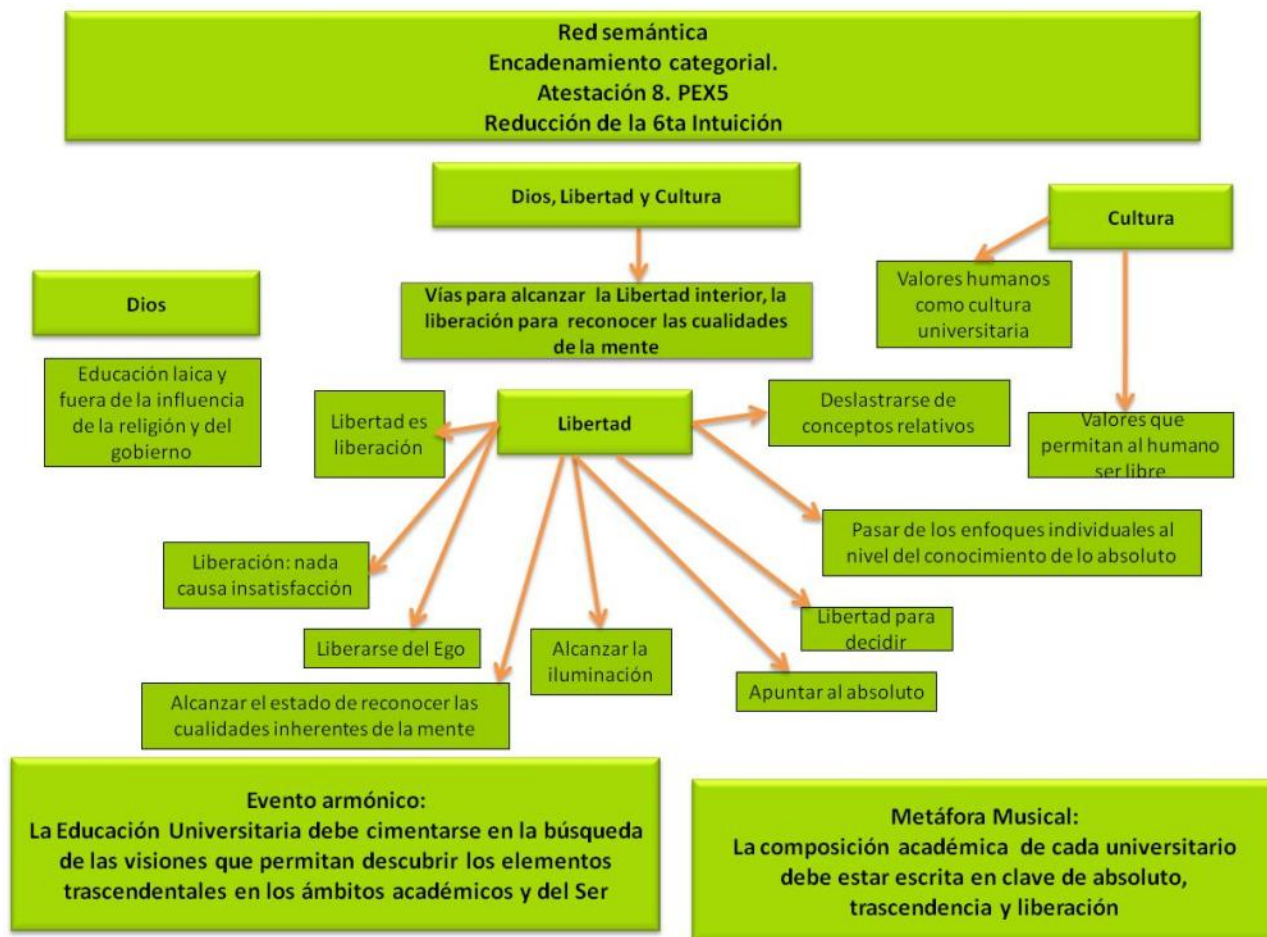 Red semántica
Encadenamiento categorial.
Atestación 8. PEX5
Reducción de la 6ta Intuición
Dios, Libertad y Cultura
Cultura
Dios
Vías para alcanzar la Libertad interior, la
liberación para reconocer las cualidades
de la mente
Valores humanos
como cultura
universitaria
Educación laica y
fuera de la influencia
de la religión y del
gobierno
Libertad es
liberación
Libertad
Deslastrarse de
conceptos relativos
Valores que
permitan al humano
ser libre
Pasar de los enfoques individuales al
nivel del conocimiento de lo absoluto
Liberación: nada
causa insatisfacción
Libertad para
decidir
Liberarse del Ego
Alcanzar la
iluminación
Apuntar al absoluto
Alcanzar el estado de reconocer las
cualidades inherentes de la mente
Evento armónico:
La Educación Universitaria debe cimentarse en la búsqueda
de las visiones que permitan descubrir los elementos
trascendentales en los ámbitos académicos y del Ser
Metáfora Musical:
La composición académica de cada universitario
debe estar escrita en clave de absoluto,
trascendencia y liberación